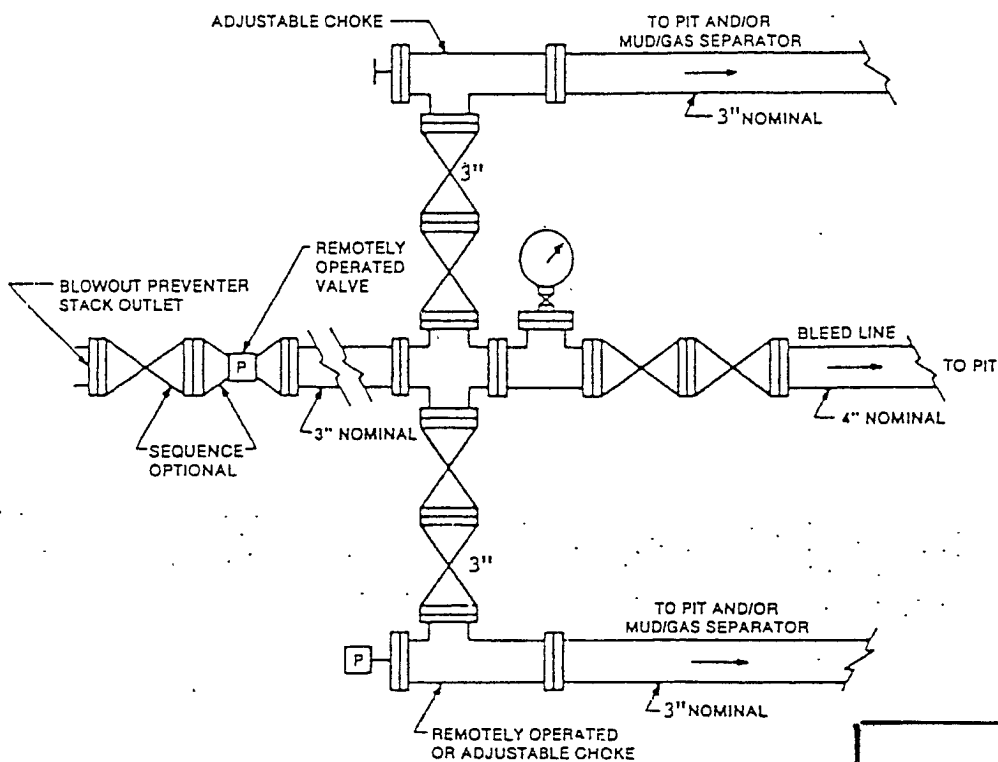 ADJUSTABLE CHOKE
TO PIT AND/OR
MUD/GAS SEPARATOR
3" NOMINAL
3"
REMOTELY
OPERATED
VALVE
BLOWOUT PREVENTER
STACK OUTLET
P
BLEED LINE
TO PIT
4" NOMINAL
3" NOMINAL
SEQUENCE
OPTIONAL
3"
TO PIT AND/OR
MUD/GAS SEPARATOR
P
3" NOMINAL
REMOTELY OPERATED
OR ADJUSTABLE CHOKE